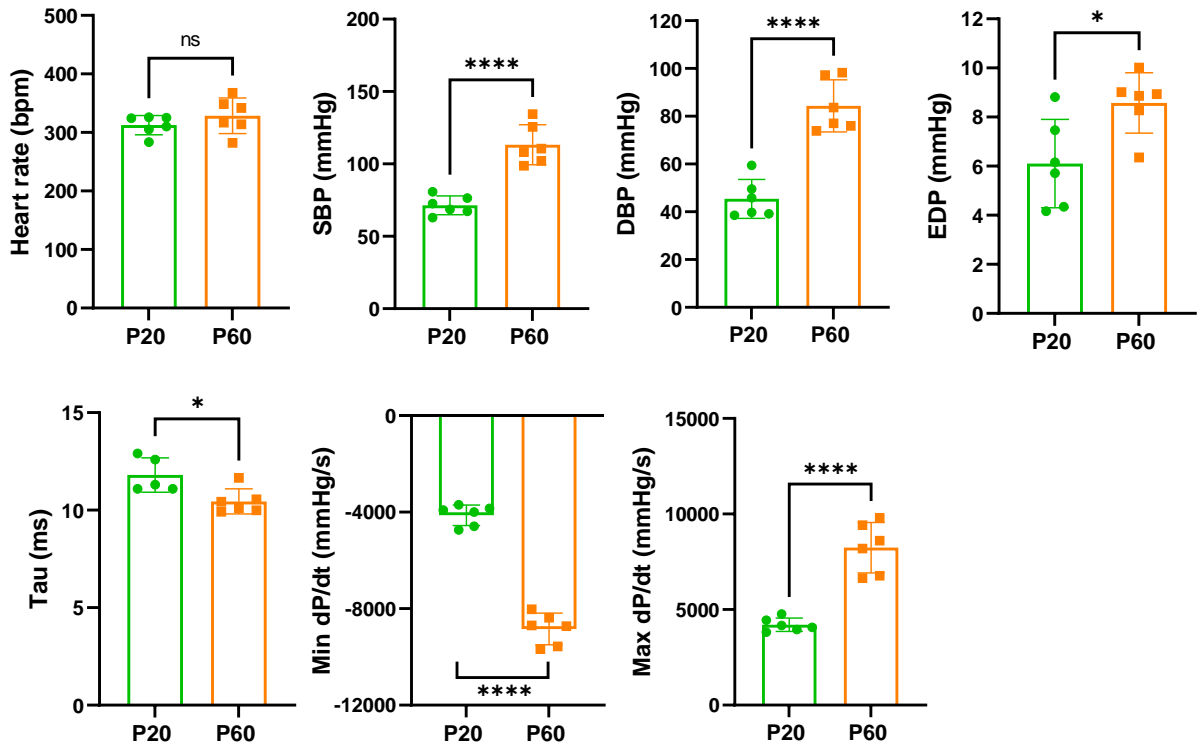 Heart rate (bpm)
500
400
300
200
100
0
ns
P20
P60
SBP (mmHg)
200
150
100
50
0
****
P20
P60
DBP (mmHg)
120
100
80
60
40
20
0
****
P20
P60
EDP (mmHg)
10
8
6
4
2
0
*
P20
P60
Tau (ms)
15
10
5
0
*
P20
P60
Min dP/dt (mmHg/s)
0
-4000
-8000
-12000
****
P20
P60
Max dP/dt (mmHg/s)
15000
10000
5000
0
****
P20
P60